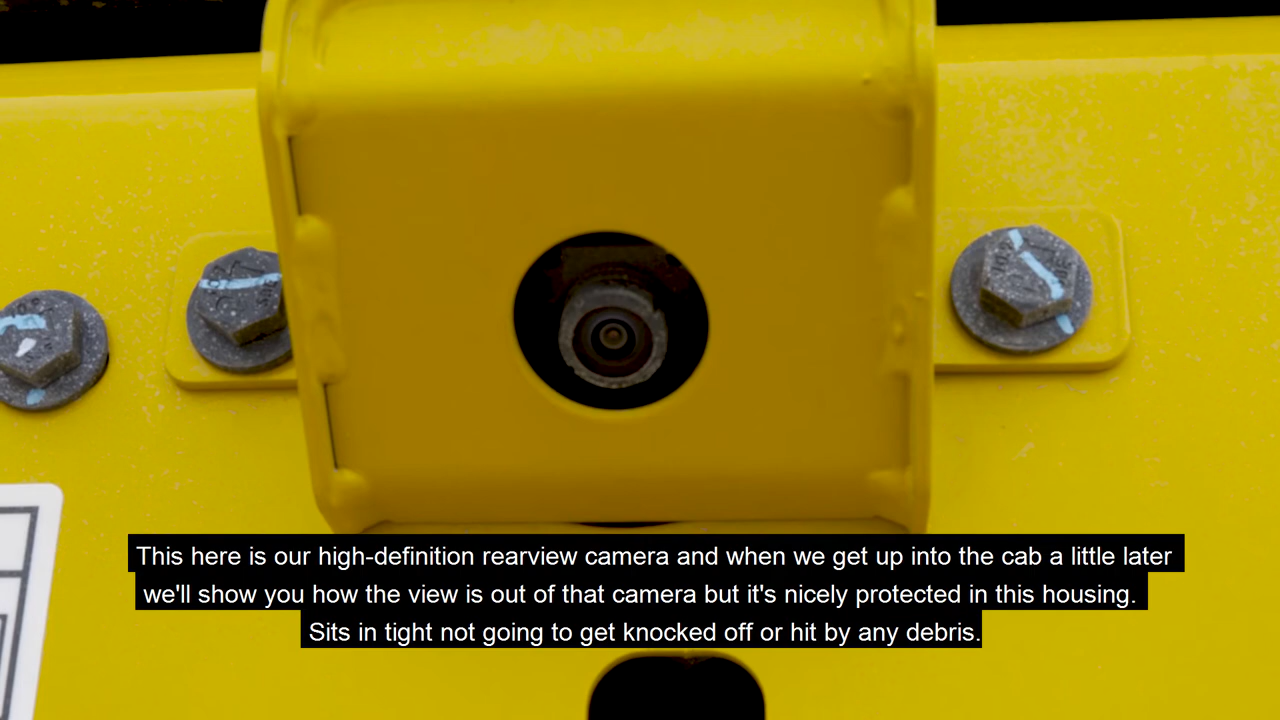 This here is our high-definition rearview camera and when we get up into the cab a little later
we'll show you how the view is out of that camera but it's nicely protected in this housing.
Sits in tight not going to get knocked off or hit by any debris.